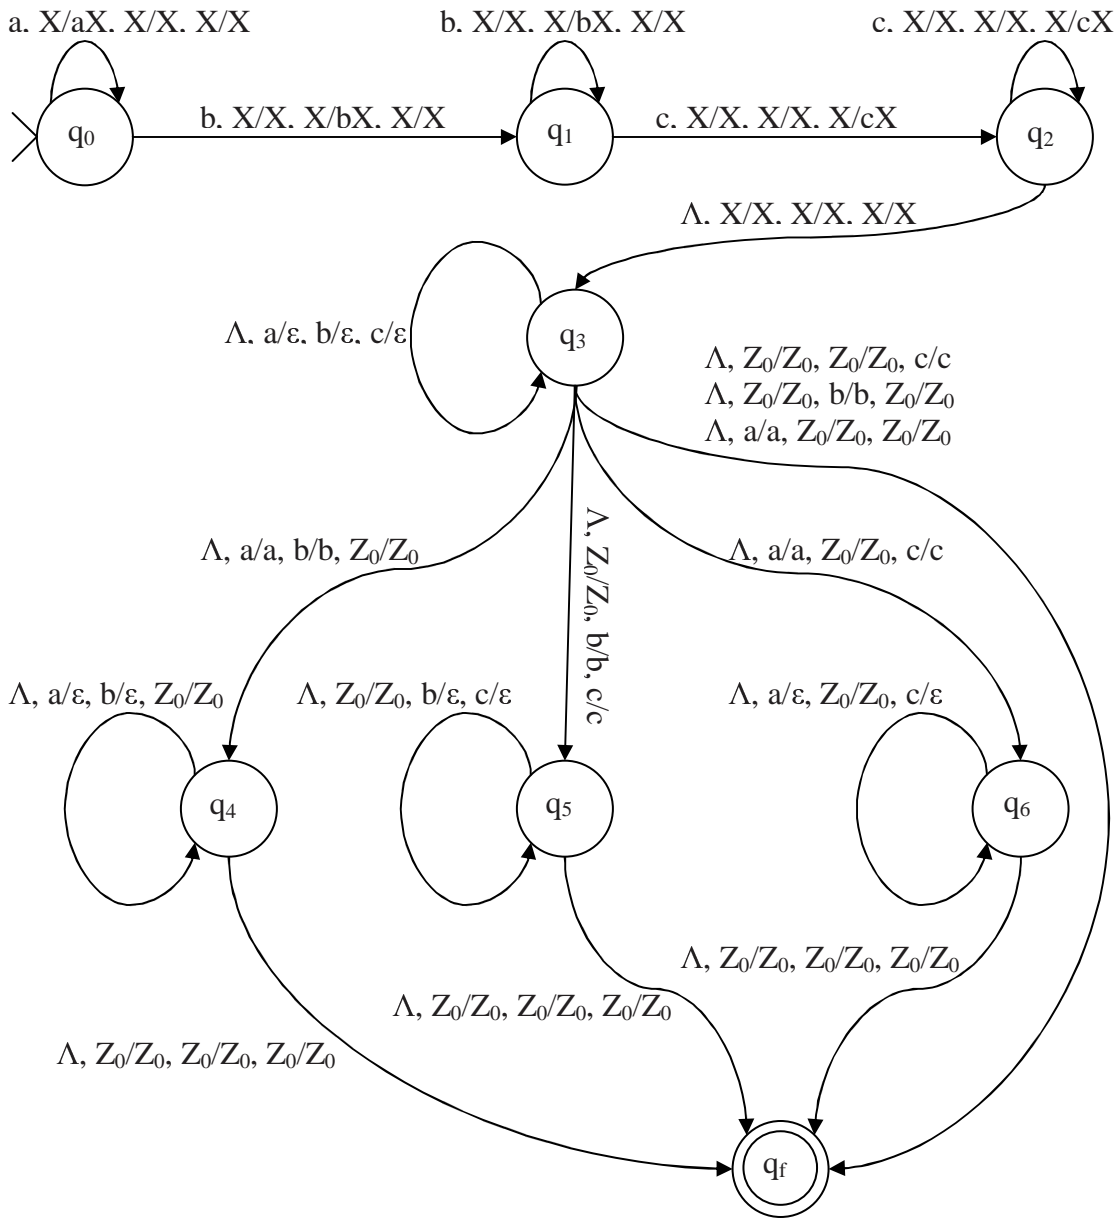 a, X/aX, X/X, X/X
b, X/X, X/bX, X/X
c, X/X, X/X, X/cX
q₀
b, X/X, X/bX, X/X
q₁
c, X/X, X/X, X/cX
q₂
Λ, X/X, X/X, X/X
Λ, a/ε, b/ε, c/ε
q₃
Λ, Z₀/Z₀, Z₀/Z₀, c/c
Λ, Z₀/Z₀, b/b, Z₀/Z₀
Λ, a/a, Z₀/Z₀, Z₀/Z₀
Λ, a/a, b/b, Z₀/Z₀
Λ, Z₀/Z₀, b/b, c/c
Λ, a/a, Z₀/Z₀, c/c
Λ, a/ε, b/ε, Z₀/Z₀
Λ, Z₀/Z₀, b/ε, c/ε
Λ, a/ε, Z₀/Z₀, c/ε
q₄
q₅
q₆
Λ, Z₀/Z₀, Z₀/Z₀, Z₀/Z₀
Λ, Z₀/Z₀, Z₀/Z₀, Z₀/Z₀
Λ, Z₀/Z₀, Z₀/Z₀, Z₀/Z₀
q_f